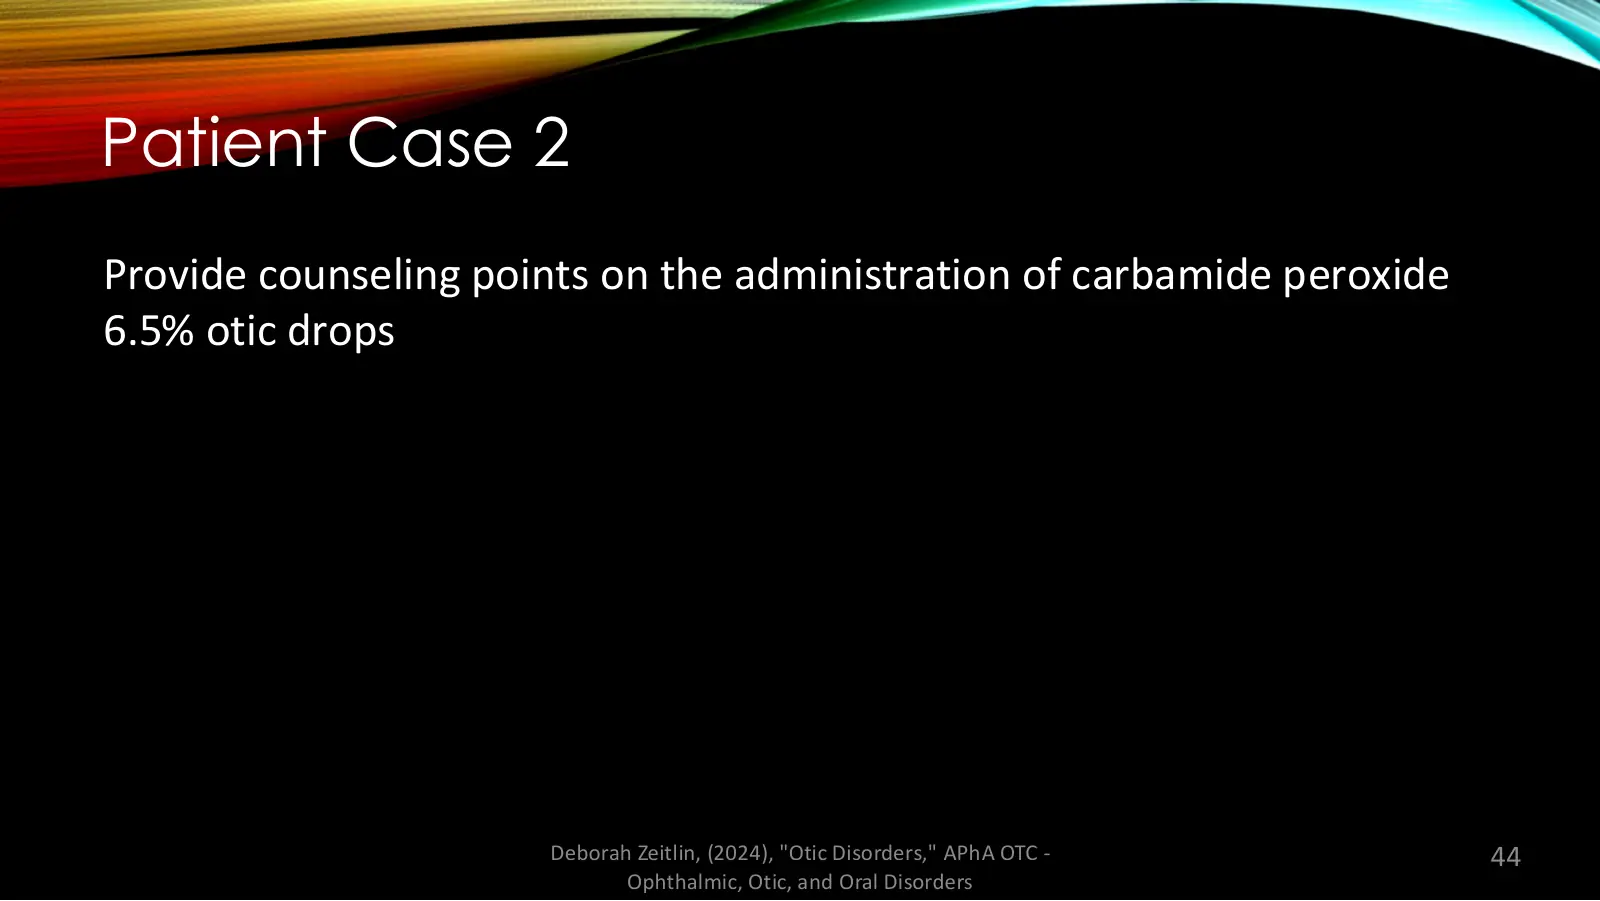 Patient Case 2
Provide counseling points on the administration of carbamide peroxide
6.5% otic drops
Deborah Zeitlin, (2024), "Otic Disorders," APhA OTC -
Ophthalmic, Otic, and Oral Disorders
44